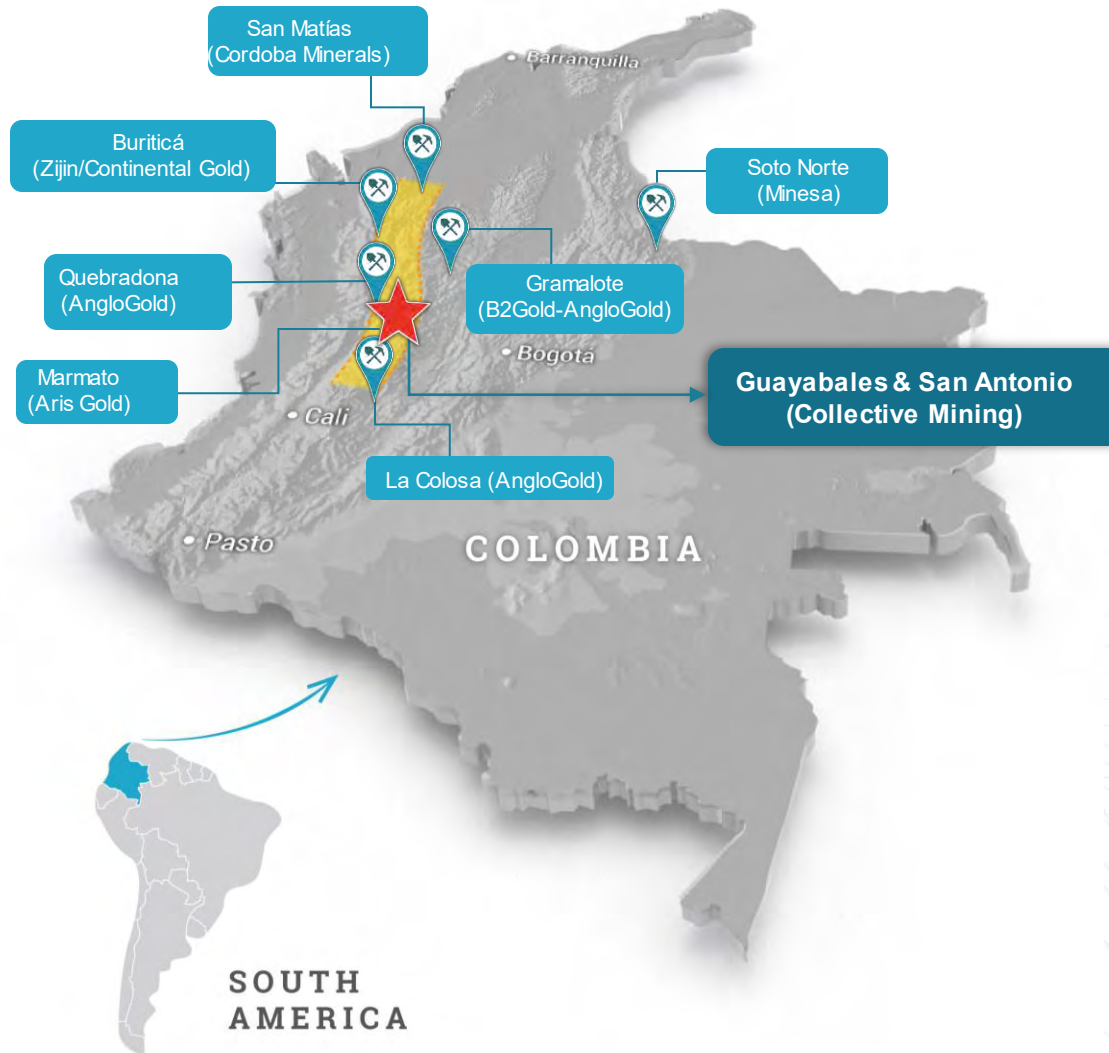 San Matías
(Cordoba Minerals)
Barranquilla
Buriticá
(Zijin/Continental Gold)
Soto Norte
(Minesa)
Quebradona
(AngloGold)
Gramalote
(B2Gold-AngloGold)
Bogotá
Marmato
(Aris Gold)
Guayabales & San Antonio
(Collective Mining)
Cali
La Colosa (AngloGold)
Pasto
COLOMBIA
SOUTH
AMERICA